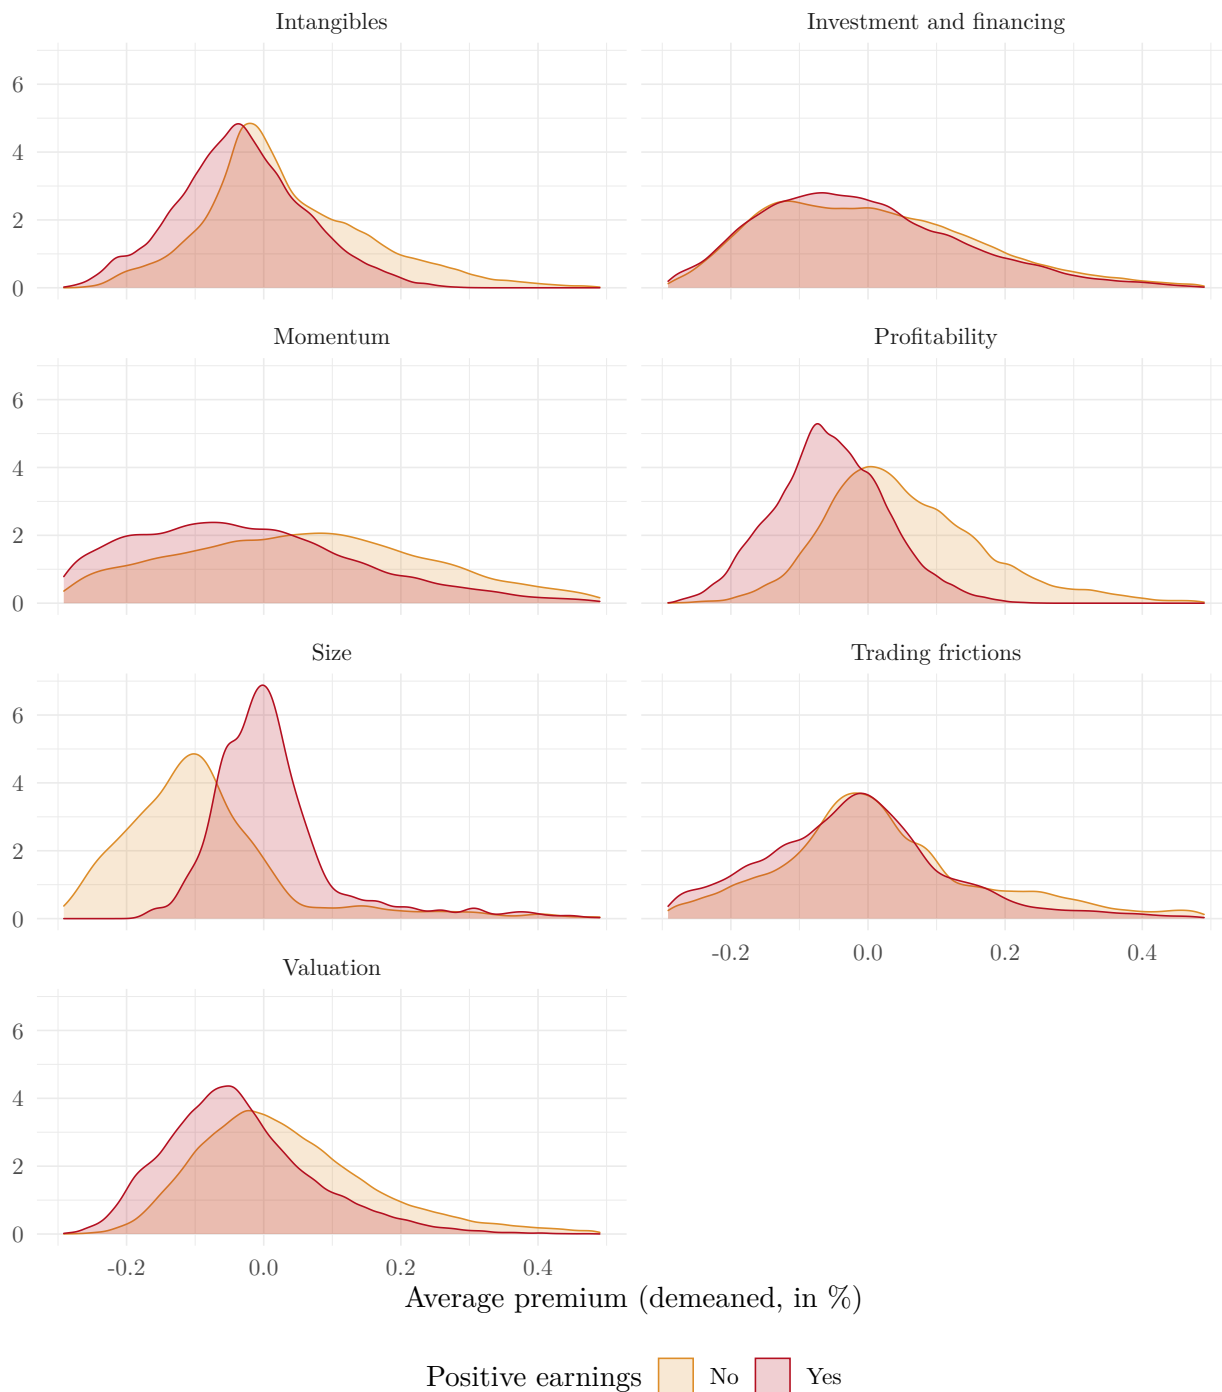 Intangibles
Investment and financing
6
4
2
0
Momentum
Profitability
6
4
2
0
Size
Trading frictions
6
4
2
0
-0.2 0.0 0.2 0.4
Valuation
6
4
2
0
-0.2 0.0 0.2 0.4
Average premium (demeaned, in %)
Positive earnings No Yes